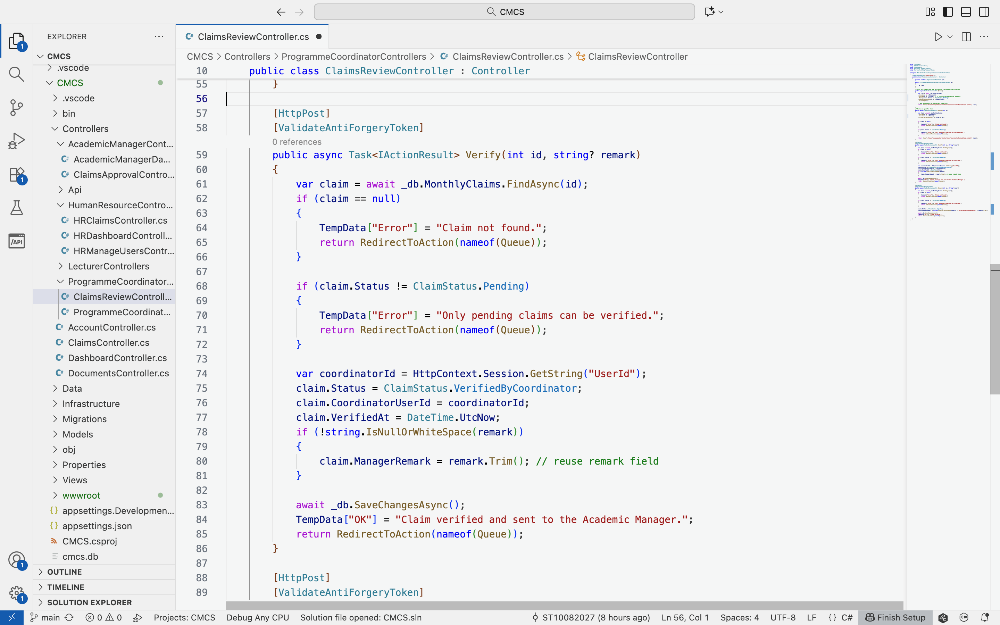 CMCS
EXPLORER
CMCS
.vscode
CMCS
.vscode
bin
Controllers
AcademicManagerCont...
AcademicManagerDa...
ClaimsApprovalContro...
Api
HumanResourceContro...
HRClaimsController.cs
HRDashboardControll...
HRManageUsersContr...
LecturerControllers
ProgrammeCoordinator...
ClaimsReviewControll...
ProgrammeCoordinat...
AccountController.cs
ClaimsController.cs
DashboardController.cs
DocumentsController.cs
Data
Infrastructure
Migrations
Models
obj
Properties
Views
wwwroot
appsettings.Developmen...
appsettings.json
CMCS.csproj
cmcs.db
OUTLINE
TIMELINE
SOLUTION EXPLORER
1
1
/API
1
1
ClaimsReviewController.cs
CMCS > Controllers > ProgrammeCoordinatorControllers > ClaimsReviewController.cs > ClaimsReviewController
10 public class ClaimsReviewController : Controller
55 }
56
57 [HttpPost]
58 [ValidateAntiForgeryToken]
0 references
59 public async Task<IActionResult> Verify(int id, string? remark)
60 {
61 var claim = await _db.MonthlyClaims.FindAsync(id);
62 if (claim == null)
63 {
64 TempData["Error"] = "Claim not found.";
65 return RedirectToAction(nameof(Queue));
66 }
67
68 if (claim.Status != ClaimStatus.Pending)
69 {
70 TempData["Error"] = "Only pending claims can be verified.";
71 return RedirectToAction(nameof(Queue));
72 }
73
74 var coordinatorId = HttpContext.Session.GetString("UserId");
75 claim.Status = ClaimStatus.VerifiedByCoordinator;
76 claim.CoordinatorUserId = coordinatorId;
77 claim.VerifiedAt = DateTime.UtcNow;
78 if (!string.IsNullOrWhiteSpace(remark))
79 {
80 claim.ManagerRemark = remark.Trim(); // reuse remark field
81 }
82
83 await _db.SaveChangesAsync();
84 TempData["OK"] = "Claim verified and sent to the Academic Manager.";
85 return RedirectToAction(nameof(Queue));
86 }
87
88 [HttpPost]
89 [ValidateAntiForgeryToken]
main 0 0 Projects: CMCS Debug Any CPU Solution file opened: CMCS.sln ST10082027 (8 hours ago) Ln 56, Col 1 Spaces: 4 UTF-8 LF {} C# Finish Setup